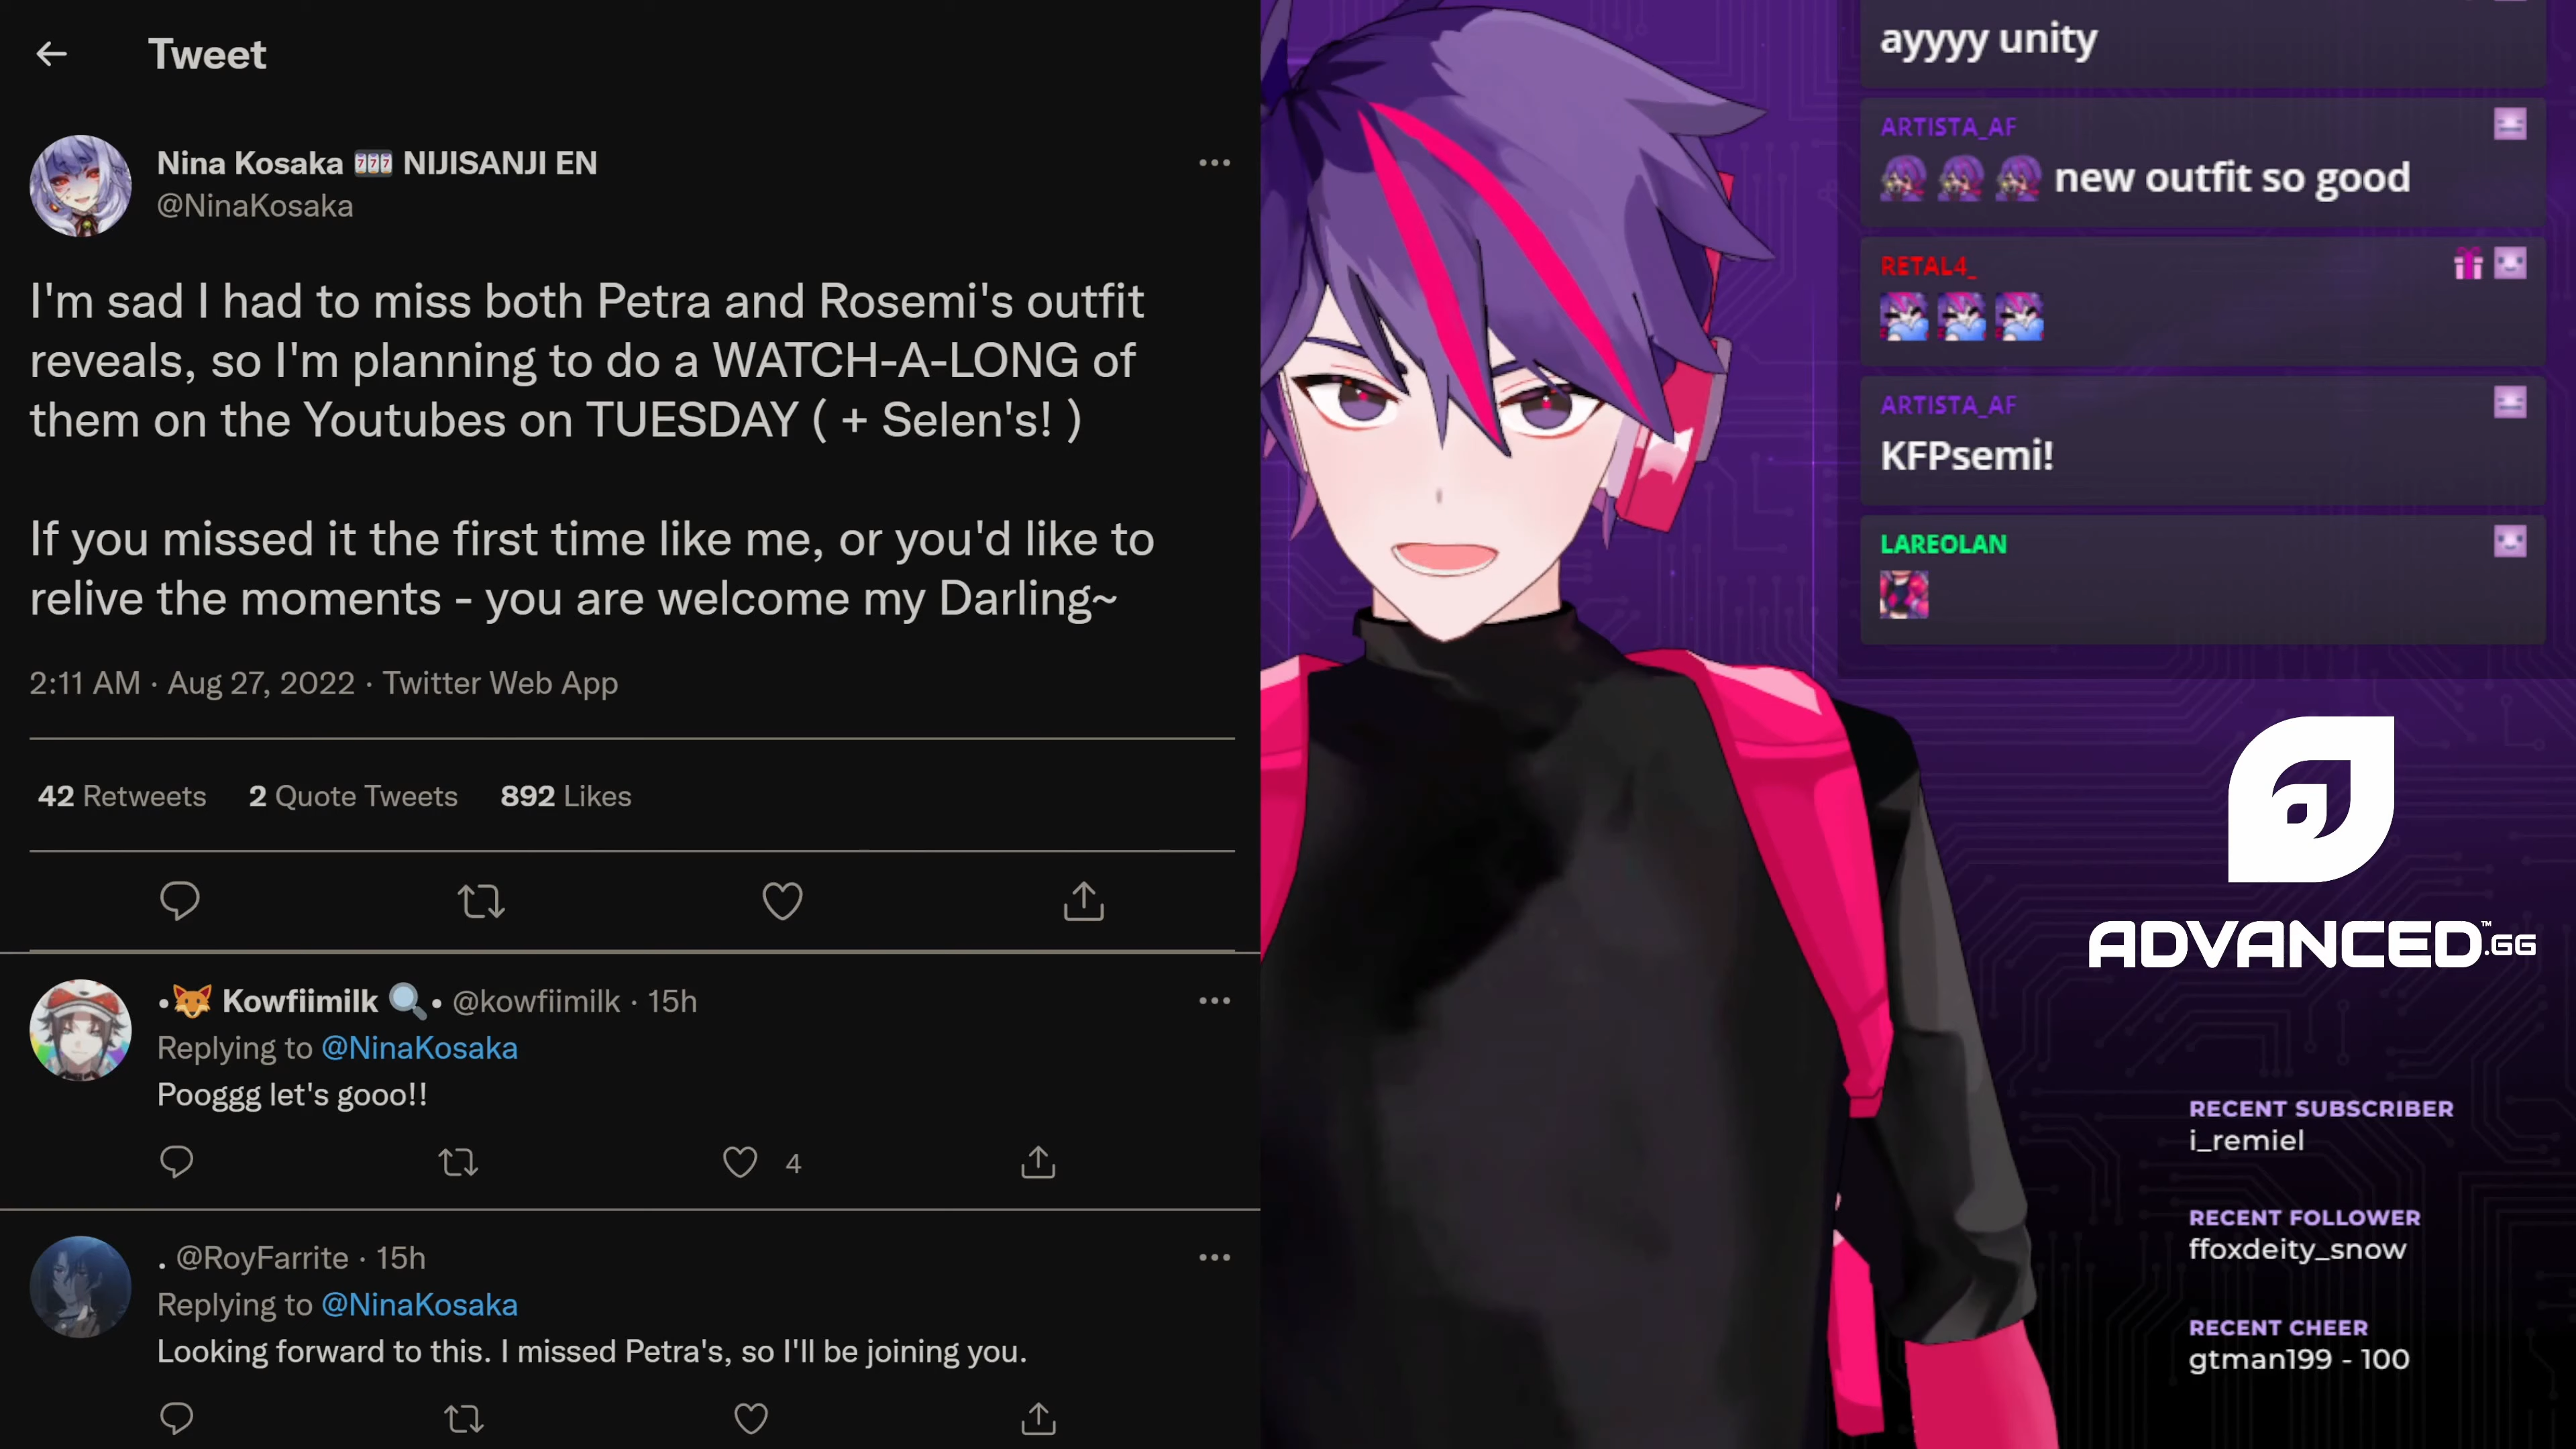 Tweet
Nina Kosaka 🎰 NIJISANJI EN
@NinaKosaka
I'm sad I had to miss both Petra and Rosemi's outfit
reveals, so I'm planning to do a WATCH-A-LONG of
them on the Youtubes on TUESDAY ( + Selen's! )
If you missed it the first time like me, or you'd like to
relive the moments - you are welcome my Darling~
2:11 AM · Aug 27, 2022 · Twitter Web App
42 Retweets 2 Quote Tweets 892 Likes
•🦊 Kowfiimilk 🔍• @kowfiimilk · 15h
Replying to @NinaKosaka
Pooggg let's gooo!!
4
. @RoyFarrite · 15h
Replying to @NinaKosaka
Looking forward to this. I missed Petra's, so I'll be joining you.
ayyyy unity
ARTISTA_AF
new outfit so good
RETAL4_
ARTISTA_AF
KFPsemi!
LAREOLAN
ADVANCED™.GG
RECENT SUBSCRIBER
i_remiel
RECENT FOLLOWER
ffoxdeity_snow
RECENT CHEER
gtman199 - 100